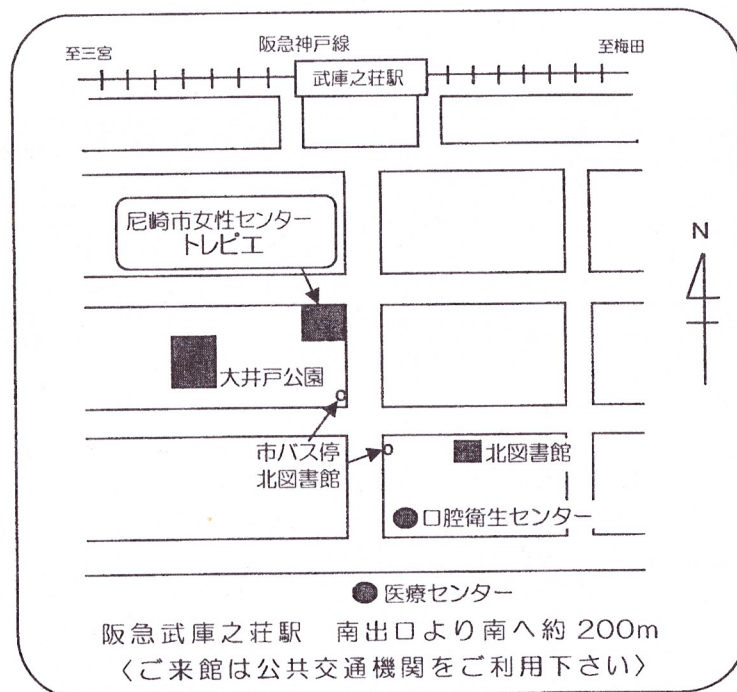 阪急神戸線
至三宮
至梅田
武庫之荘駅
尼崎市女性センター
トレピエ
N
大井戸公園
市バス停
北図書館
北図書館
口腔衛生センター
医療センター
阪急武庫之荘駅 南出口より南へ約200m
〈ご来館は公共交通機関をご利用下さい〉